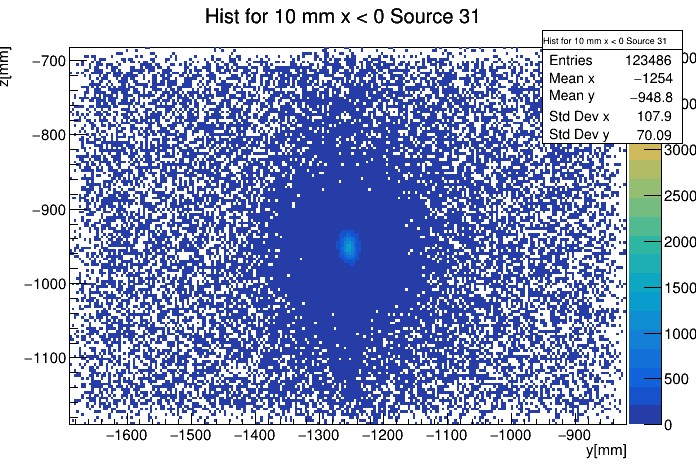 Hist for 10 mm x < 0 Source 31
z[mm]
Hist for 10 mm x < 0 Source 31
Entries 123486
Mean x −1254
Mean y −948.8
Std Dev x 107.9
Std Dev y 70.09
−700
−800
−900
−1000
−1100
3000
2500
2000
1500
1000
500
0
−1600 −1500 −1400 −1300 −1200 −1100 −1000 −900
y[mm]